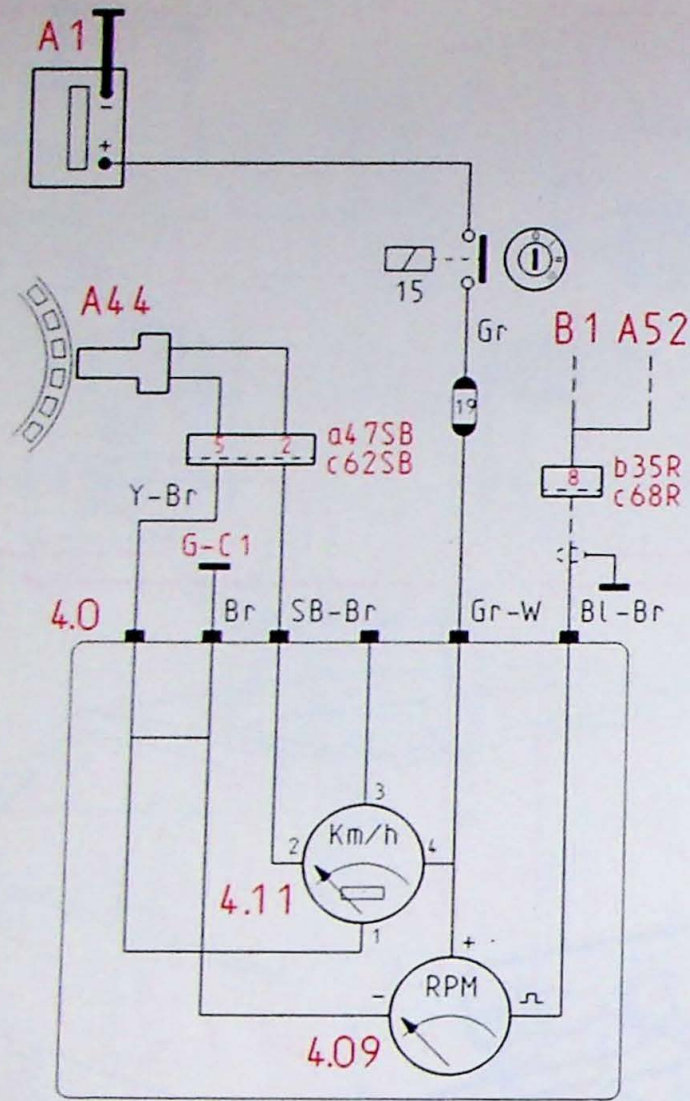 A1
-
+
15
Gr
B1 A52
A44
19
5 2
a47SB
c62SB
8
b35R
c68R
Y-Br
G-C1
4.0
Br
SB-Br
Gr-W
Bl-Br
3
Km/h
2
4
4.11
1
+
RPM
-
4.09